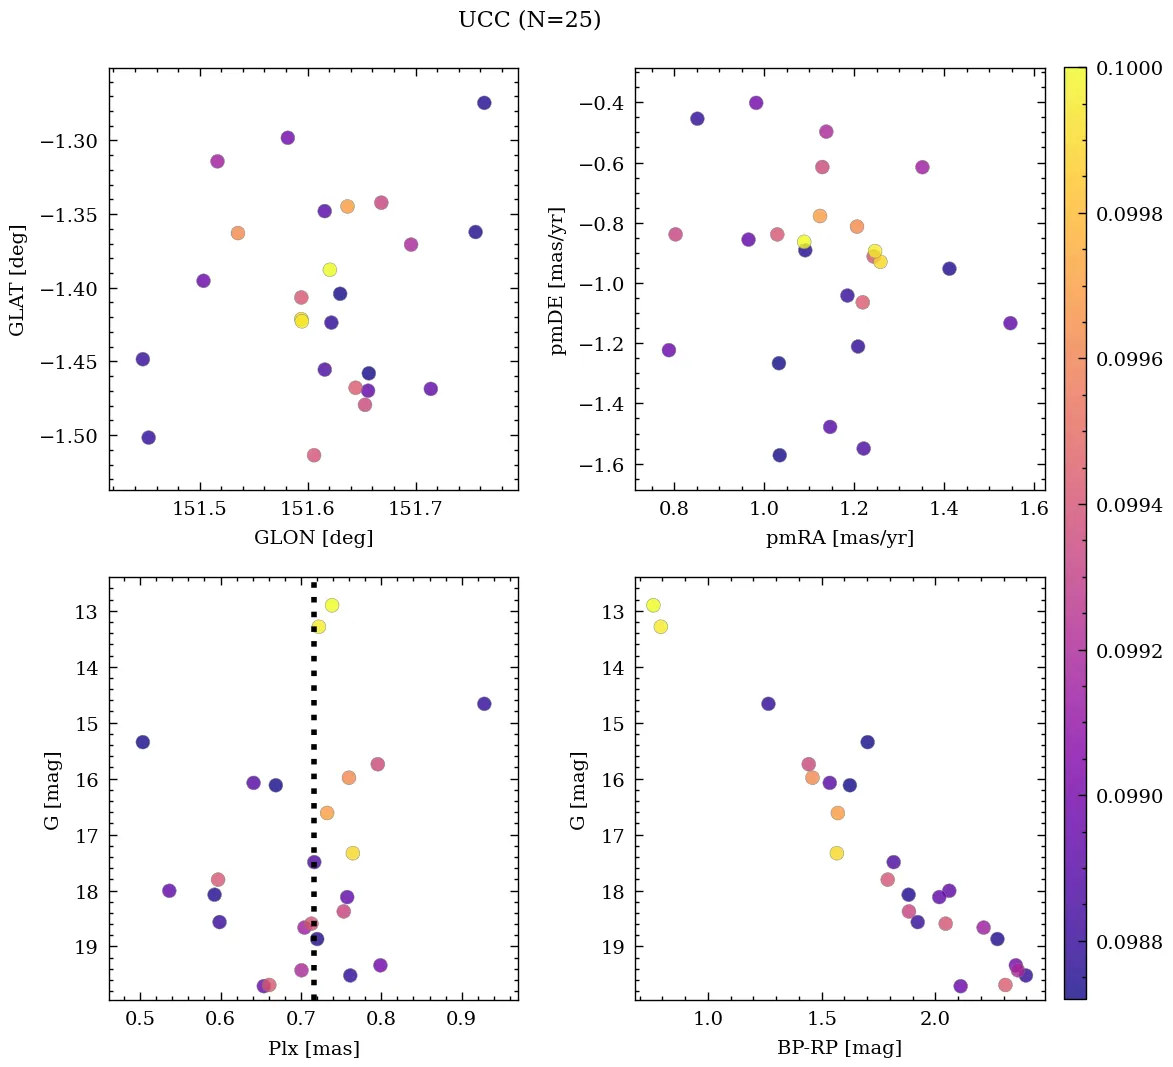 UCC (N=25)
−1.30
−1.35
−1.40
−1.45
−1.50
GLAT [deg]
151.5 151.6 151.7
GLON [deg]
−0.4
−0.6
−0.8
−1.0
−1.2
−1.4
−1.6
pmDE [mas/yr]
0.8 1.0 1.2 1.4 1.6
pmRA [mas/yr]
13
14
15
16
17
18
19
G [mag]
0.5 0.6 0.7 0.8 0.9
Plx [mas]
13
14
15
16
17
18
19
G [mag]
1.0 1.5 2.0
BP-RP [mag]
0.1000
0.0998
0.0996
0.0994
0.0992
0.0990
0.0988